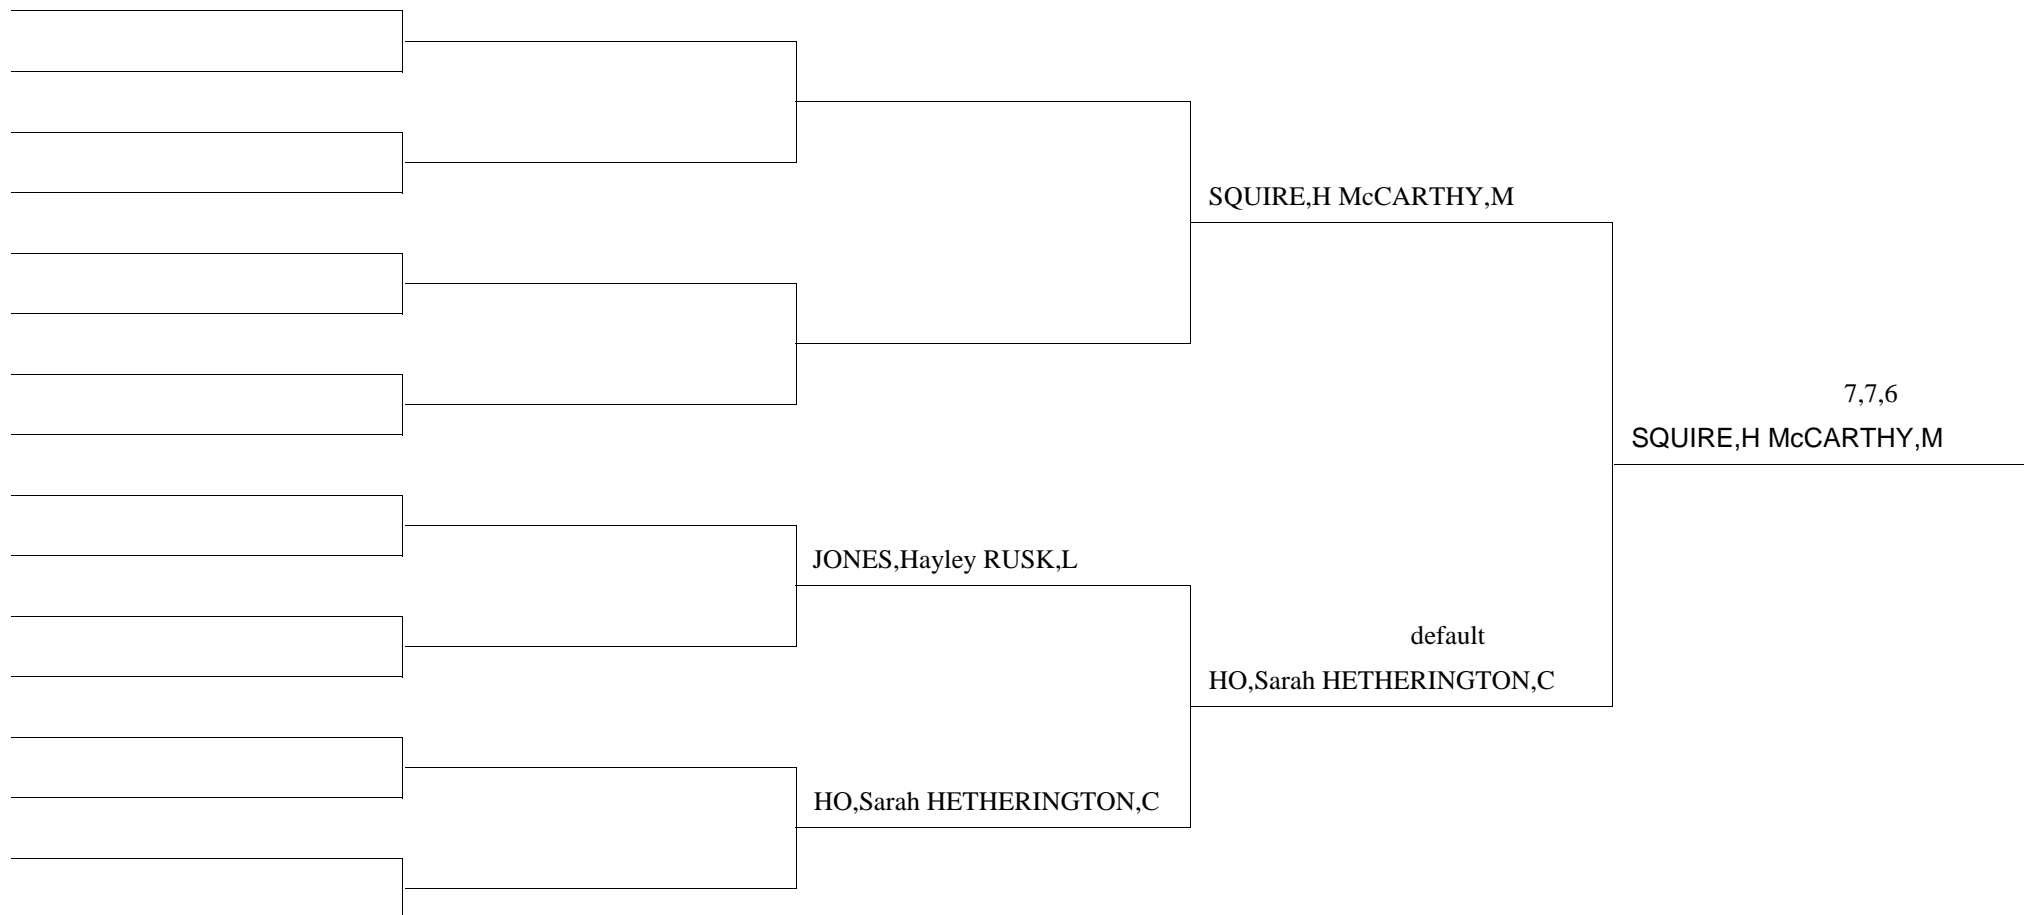 SQUIRE,H McCARTHY,M
7,7,6
SQUIRE,H McCARTHY,M
JONES,Hayley RUSK,L
default
HO,Sarah HETHERINGTON,C
HO,Sarah HETHERINGTON,C